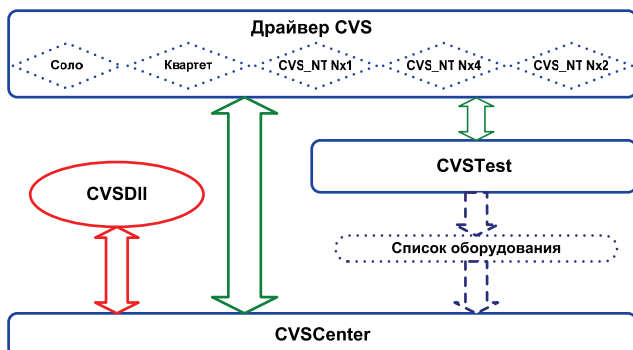 Драйвер CVS
Соло
Квартет
CVS_NT Nx1
CVS_NT Nx4
CVS_NT Nx2
CVSTest
CVSDll
Список оборудования
CVSCenter